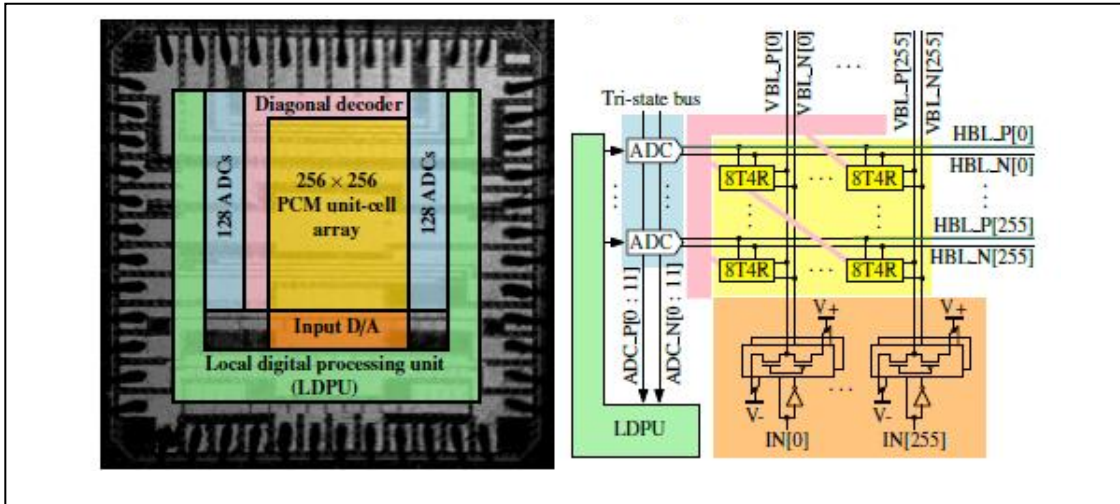 Diagonal decoder
128 ADCs
256 × 256
PCM unit-cell
array
128 ADCs
Input D/A
Local digital processing unit
(LDPU)
VBL_P[0]
VBL_N[0]
. . .
VBL_P[255]
VBL_N[255]
Tri-state bus
HBL_P[0]
ADC
HBL_N[0]
8T4R
8T4R
HBL_P[255]
ADC
HBL_N[255]
8T4R
8T4R
ADC_P[0 : 11]
ADC_N[0 : 11]
V+
V+
V-
V-
LDPU
IN[0]
IN[255]